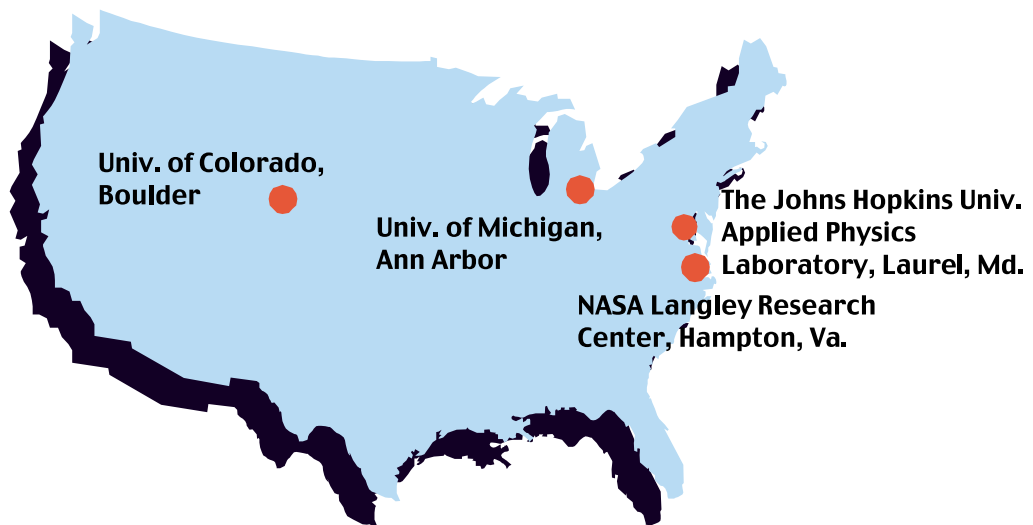 Univ. of Colorado,
Boulder
Univ. of Michigan,
Ann Arbor
The Johns Hopkins Univ.
Applied Physics
Laboratory, Laurel, Md.
NASA Langley Research
Center, Hampton, Va.